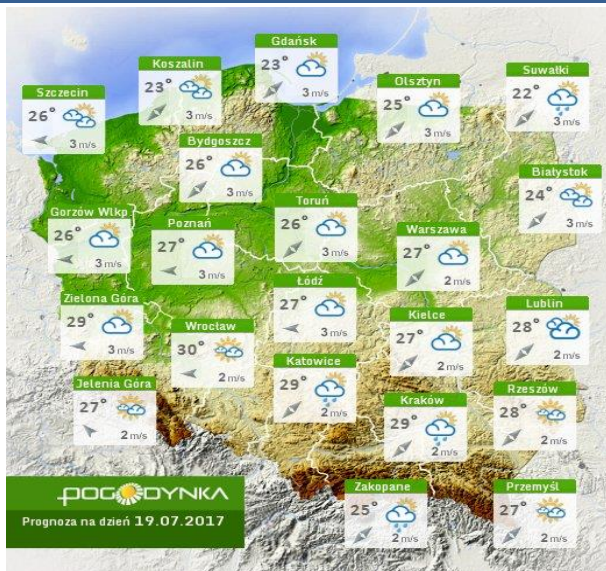 Gdańsk
23°
3 m/s
Koszalin
23°
3 m/s
Suwałki
22°
3 m/s
Olsztyn
25°
3 m/s
Szczecin
26°
3 m/s
Bydgoszcz
26°
3 m/s
Białystok
24°
3 m/s
Toruń
26°
3 m/s
Gorzów Wlkp
26°
3 m/s
Poznań
27°
3 m/s
Warszawa
27°
2 m/s
Łódź
27°
3 m/s
Zielona Góra
29°
3 m/s
Lublin
28°
2 m/s
Kielce
27°
2 m/s
Wrocław
30°
2 m/s
Katowice
29°
2 m/s
Jelenia Góra
27°
2 m/s
Rzeszów
28°
2 m/s
Kraków
29°
2 m/s
Zakopane
25°
2 m/s
Przemyśl
27°
2 m/s
POGODYNKA
Prognoza na dzień 19.07.2017